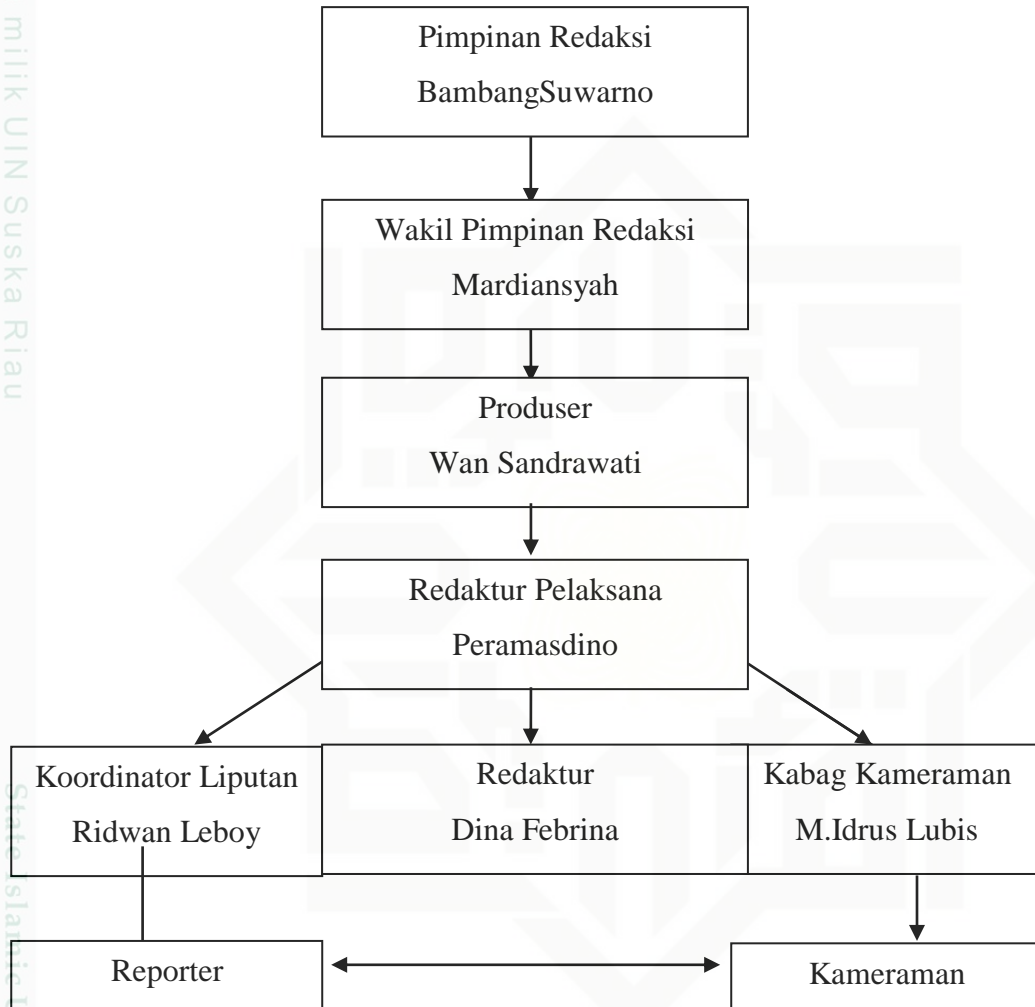 milik UIN Suska Riau
State Islamic U
Pimpinan Redaksi
BambangSuwarno
Wakil Pimpinan Redaksi
Mardiansyah
Produser
Wan Sandrawati
Redaktur Pelaksana
Peramasdino
Koordinator Liputan
Ridwan Leboy
Redaktur
Dina Febrina
Kabag Kameraman
M.Idrus Lubis
Reporter
Kameraman